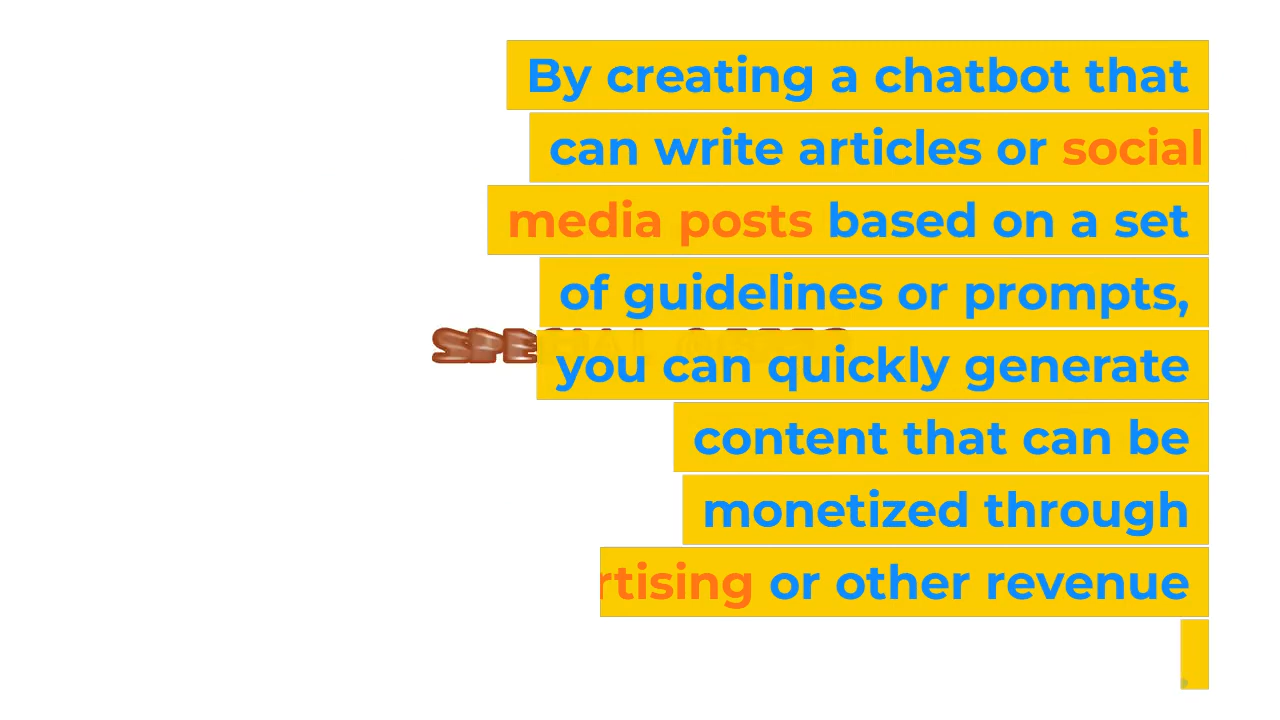 By creating a chatbot that
can write articles or social
media posts based on a set
of guidelines or prompts,
you can quickly generate
content that can be
monetized through
rtising or other revenue